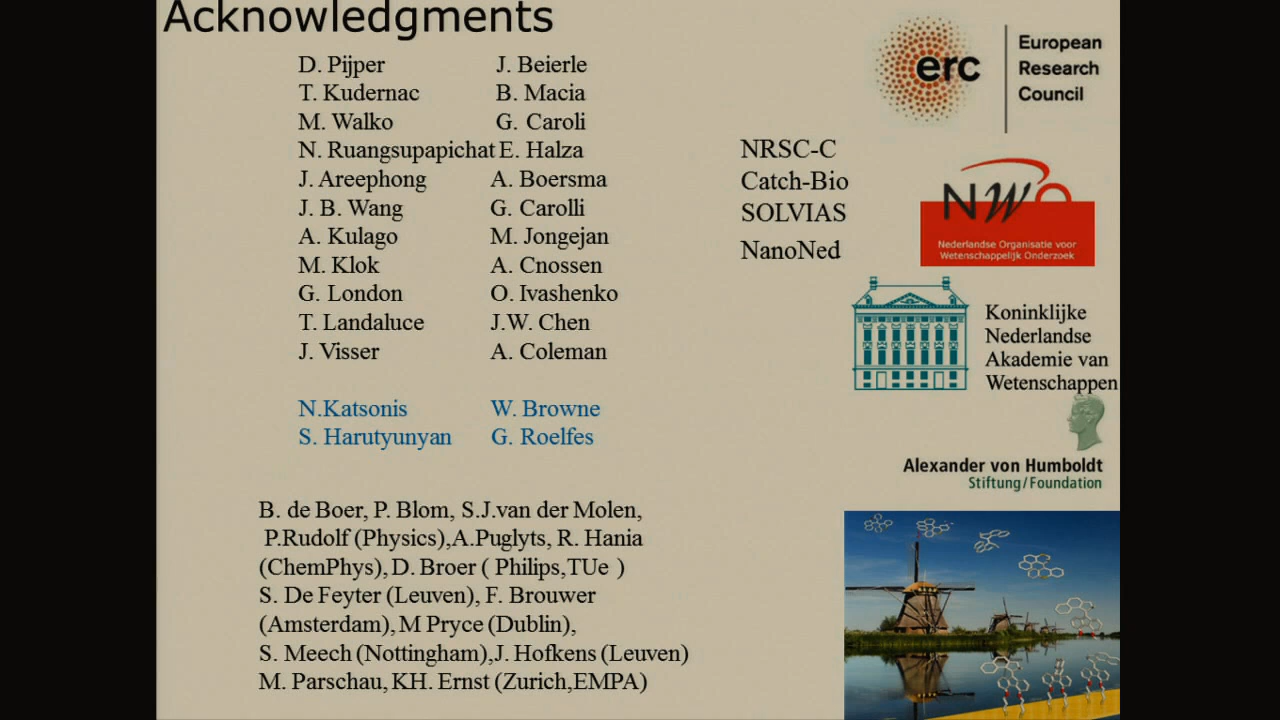 Acknowledgments
D. Pijper J. Beierle
T. Kudernac B. Macia
M. Walko G. Caroli
N. Ruangsupapichat E. Halza
J. Areephong A. Boersma
J. B. Wang G. Carolli
A. Kulago M. Jongejan
M. Klok A. Cnossen
G. London O. Ivashenko
T. Landaluce J.W. Chen
J. Visser A. Coleman
N.Katsonis W. Browne
S. Harutyunyan G. Roelfes
B. de Boer, P. Blom, S.J.van der Molen,
P.Rudolf (Physics),A.Puglyts, R. Hania
(ChemPhys), D. Broer ( Philips,TUe )
S. De Feyter (Leuven), F. Brouwer
(Amsterdam), M Pryce (Dublin),
S. Meech (Nottingham),J. Hofkens (Leuven)
M. Parschau, KH. Ernst (Zurich,EMPA)
NRSC-C
Catch-Bio
SOLVIAS
NanoNed
erc
European
Research
Council
NWO
Nederlandse Organisatie voor
Wetenschappelijk Onderzoek
Koninklijke
Nederlandse
Akademie van
Wetenschappen
Alexander von Humboldt
Stiftung/Foundation